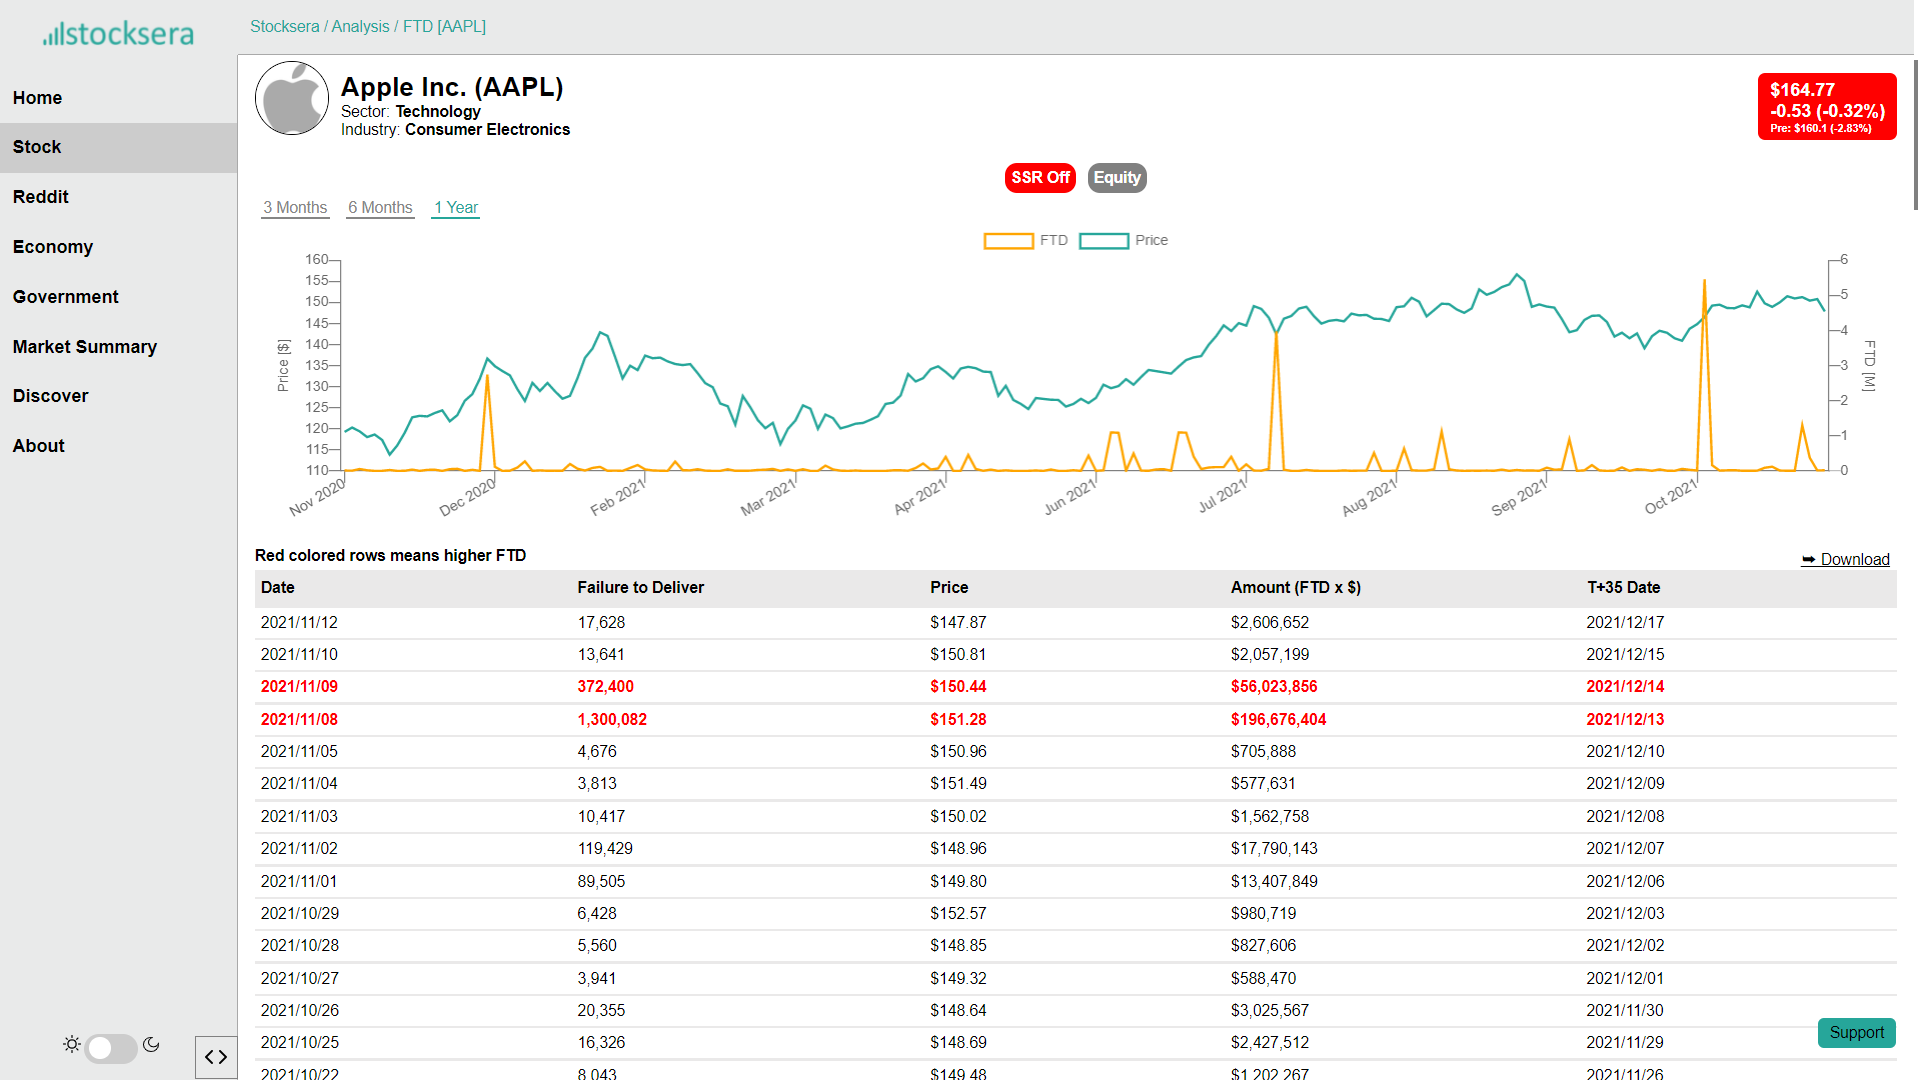 stocksera
Stocksera / Analysis / FTD [AAPL]
Home
Stock
Reddit
Economy
Government
Market Summary
Discover
About
Apple Inc. (AAPL)
Sector: Technology
Industry: Consumer Electronics
$164.77
-0.53 (-0.32%)
Pre: $160.1 (-2.83%)
SSR Off Equity
3 Months 6 Months 1 Year
FTD Price
Price [$]
160
155
150
145
140
135
130
125
120
115
110
FTD [M]
6
5
4
3
2
1
0
Nov 2020 Dec 2020 Feb 2021 Mar 2021 Apr 2021 Jun 2021 Jul 2021 Aug 2021 Sep 2021 Oct 2021
Red colored rows means higher FTD
➥ Download
Date Failure to Deliver Price Amount (FTD x $) T+35 Date
2021/11/12 17,628 $147.87 $2,606,652 2021/12/17
2021/11/10 13,641 $150.81 $2,057,199 2021/12/15
2021/11/09 372,400 $150.44 $56,023,856 2021/12/14
2021/11/08 1,300,082 $151.28 $196,676,404 2021/12/13
2021/11/05 4,676 $150.96 $705,888 2021/12/10
2021/11/04 3,813 $151.49 $577,631 2021/12/09
2021/11/03 10,417 $150.02 $1,562,758 2021/12/08
2021/11/02 119,429 $148.96 $17,790,143 2021/12/07
2021/11/01 89,505 $149.80 $13,407,849 2021/12/06
2021/10/29 6,428 $152.57 $980,719 2021/12/03
2021/10/28 5,560 $148.85 $827,606 2021/12/02
2021/10/27 3,941 $149.32 $588,470 2021/12/01
2021/10/26 20,355 $148.64 $3,025,567 2021/11/30
2021/10/25 16,326 $148.69 $2,427,512 2021/11/29
2021/10/22 8,043 $149.48 $1,202,267 2021/11/26
Support